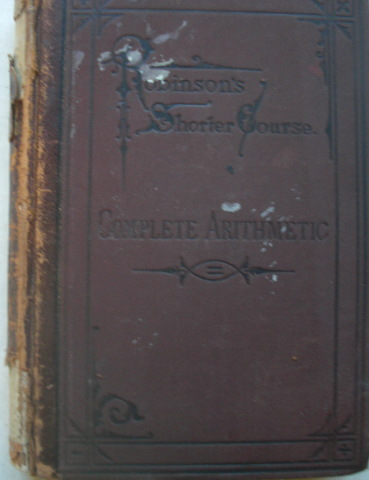 Robinson's
Shorter Course.
COMPLETE ARITHMETIC